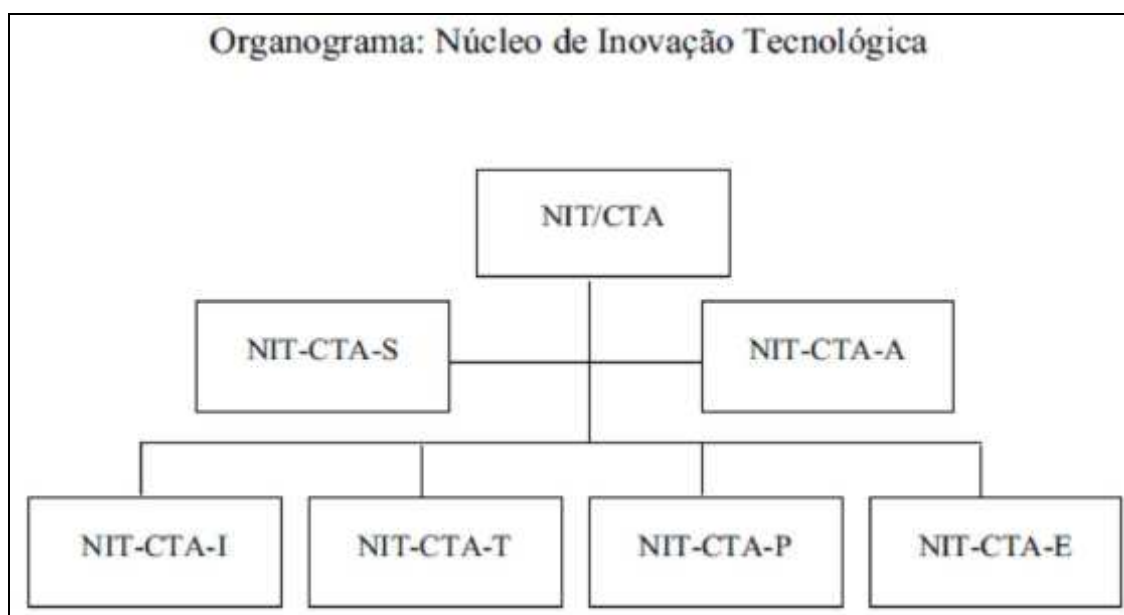 Organograma: Núcleo de Inovação Tecnológica
NIT/CTA
NIT-CTA-S
NIT-CTA-A
NIT-CTA-I
NIT-CTA-T
NIT-CTA-P
NIT-CTA-E